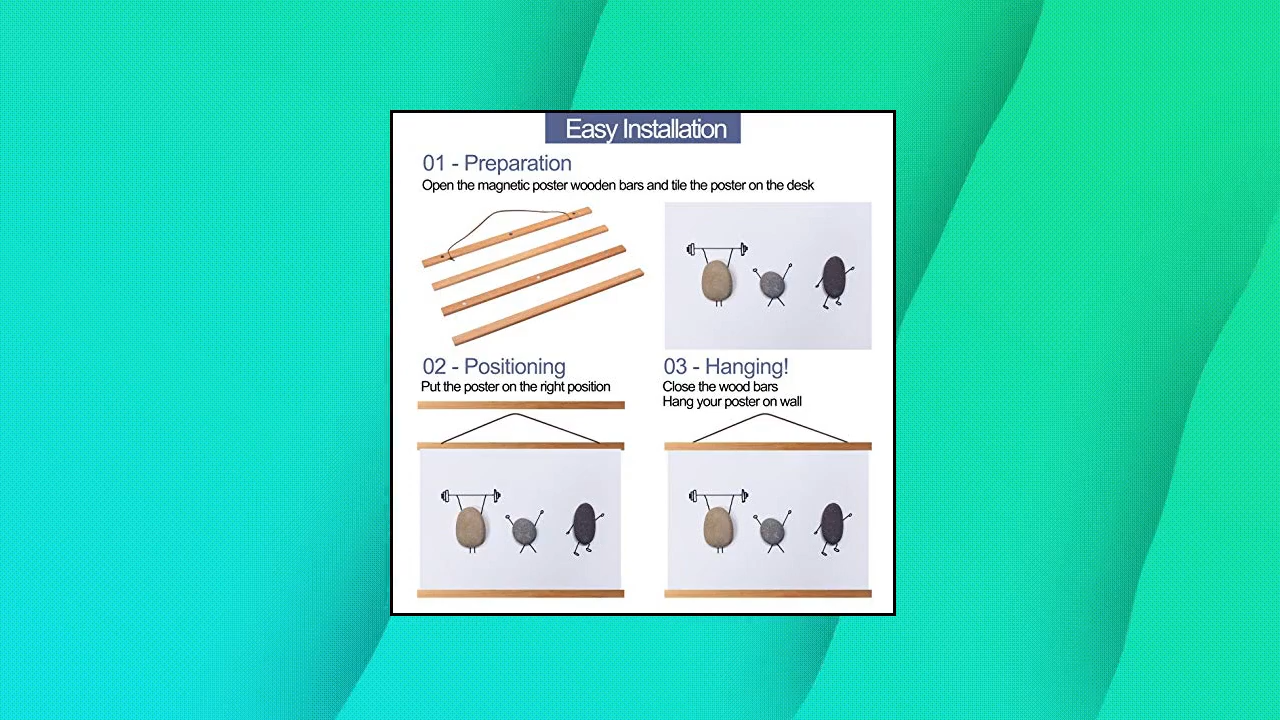 Easy Installation
01 - Preparation
Open the magnetic poster wooden bars and tile the poster on the desk
02 - Positioning
Put the poster on the right position
03 - Hanging!
Close the wood bars
Hang your poster on wall